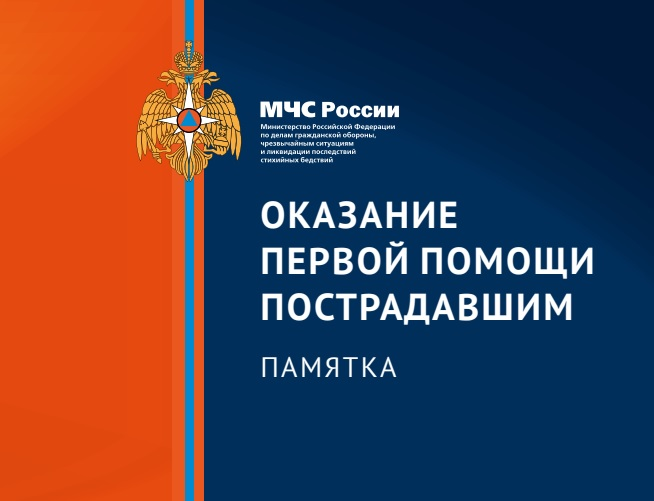 МЧС России
Министерство Российской Федерации
по делам гражданской обороны,
чрезвычайным ситуациям
и ликвидации последствий
стихийных бедствий
ОКАЗАНИЕ
ПЕРВОЙ ПОМОЩИ
ПОСТРАДАВШИМ
ПАМЯТКА